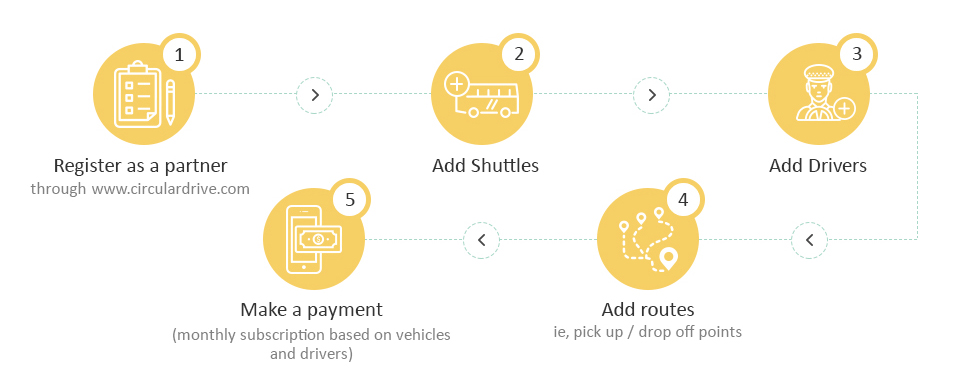 1
Register as a partner
through www.circulardrive.com
2
Add Shuttles
3
Add Drivers
4
Add routes
ie, pick up / drop off points
5
Make a payment
(monthly subscription based on vehicles
and drivers)